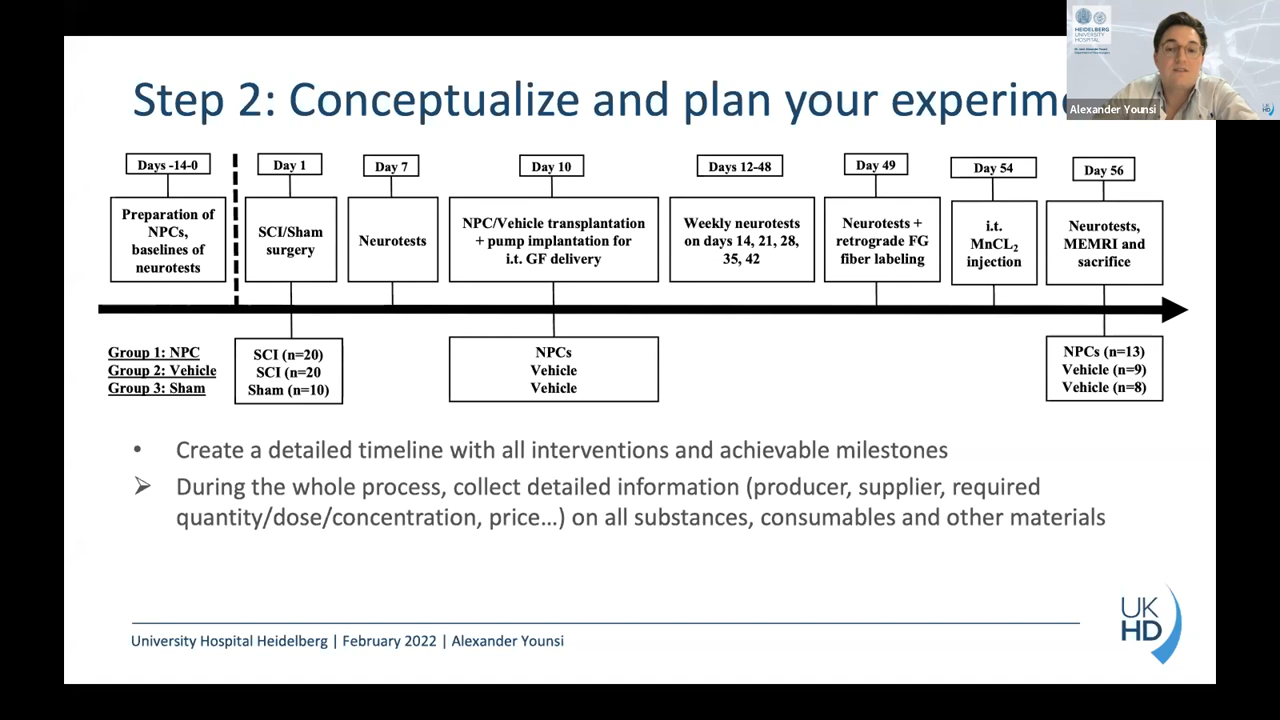 HEIDELBERG
UNIVERSITY
HOSPITAL
Alexander Younsi
Step 2: Conceptualize and plan your experim
Days -14-0
Day 1
Day 7
Day 10
Days 12-48
Day 49
Day 54
Day 56
Preparation of
NPCs,
baselines of
neurotests
SCI/Sham
surgery
Neurotests
NPC/Vehicle transplantation
+ pump implantation for
i.t. GF delivery
Weekly neurotests
on days 14, 21, 28,
35, 42
Neurotests +
retrograde FG
fiber labeling
i.t.
MnCL2
injection
Neurotests,
MEMRI and
sacrifice
Group 1: NPC
Group 2: Vehicle
Group 3: Sham
SCI (n=20)
SCI (n=20
Sham (n=10)
NPCs
Vehicle
Vehicle
NPCs (n=13)
Vehicle (n=9)
Vehicle (n=8)
• Create a detailed timeline with all interventions and achievable milestones
➢ During the whole process, collect detailed information (producer, supplier, required
quantity/dose/concentration, price...) on all substances, consumables and other materials
University Hospital Heidelberg | February 2022 | Alexander Younsi
UK
HD